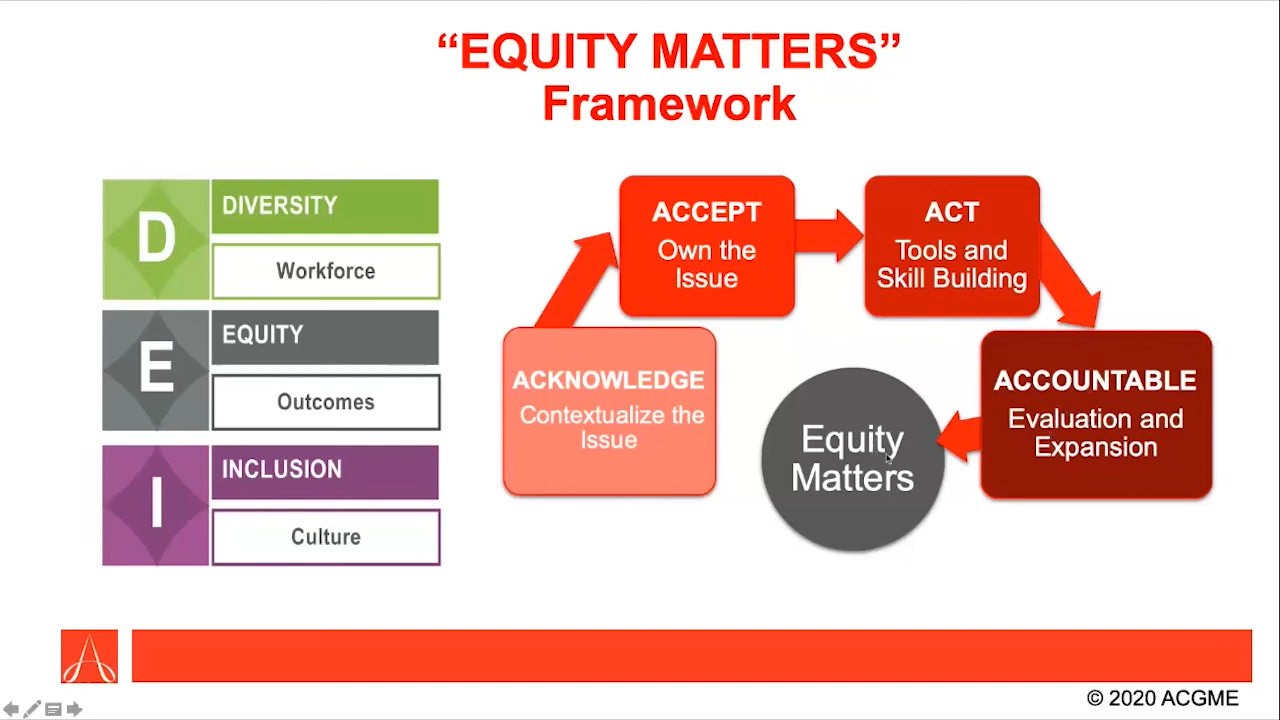 “EQUITY MATTERS”
Framework
D
DIVERSITY
Workforce
E
EQUITY
Outcomes
I
INCLUSION
Culture
ACKNOWLEDGE
Contextualize the
Issue
ACCEPT
Own the
Issue
ACT
Tools and
Skill Building
ACCOUNTABLE
Evaluation and
Expansion
Equity
Matters
© 2020 ACGME